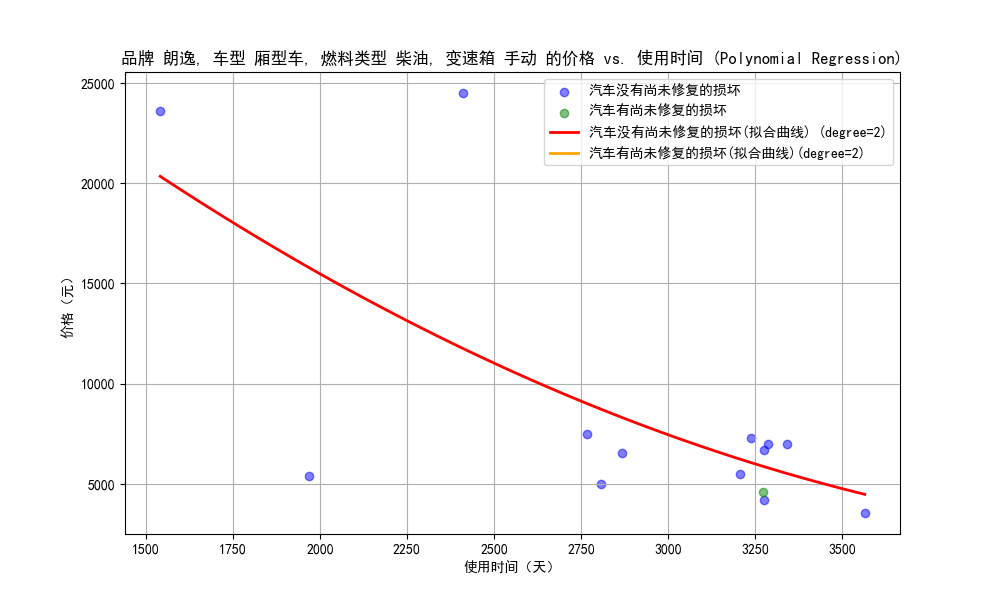 品牌 朗逸, 车型 厢型车, 燃料类型 柴油, 变速箱 手动 的价格 vs. 使用时间 (Polynomial Regression)
汽车没有尚未修复的损坏
汽车有尚未修复的损坏
汽车没有尚未修复的损坏(拟合曲线) (degree=2)
汽车有尚未修复的损坏(拟合曲线)(degree=2)
价格（元）
25000
20000
15000
10000
5000
1500 1750 2000 2250 2500 2750 3000 3250 3500
使用时间（天）